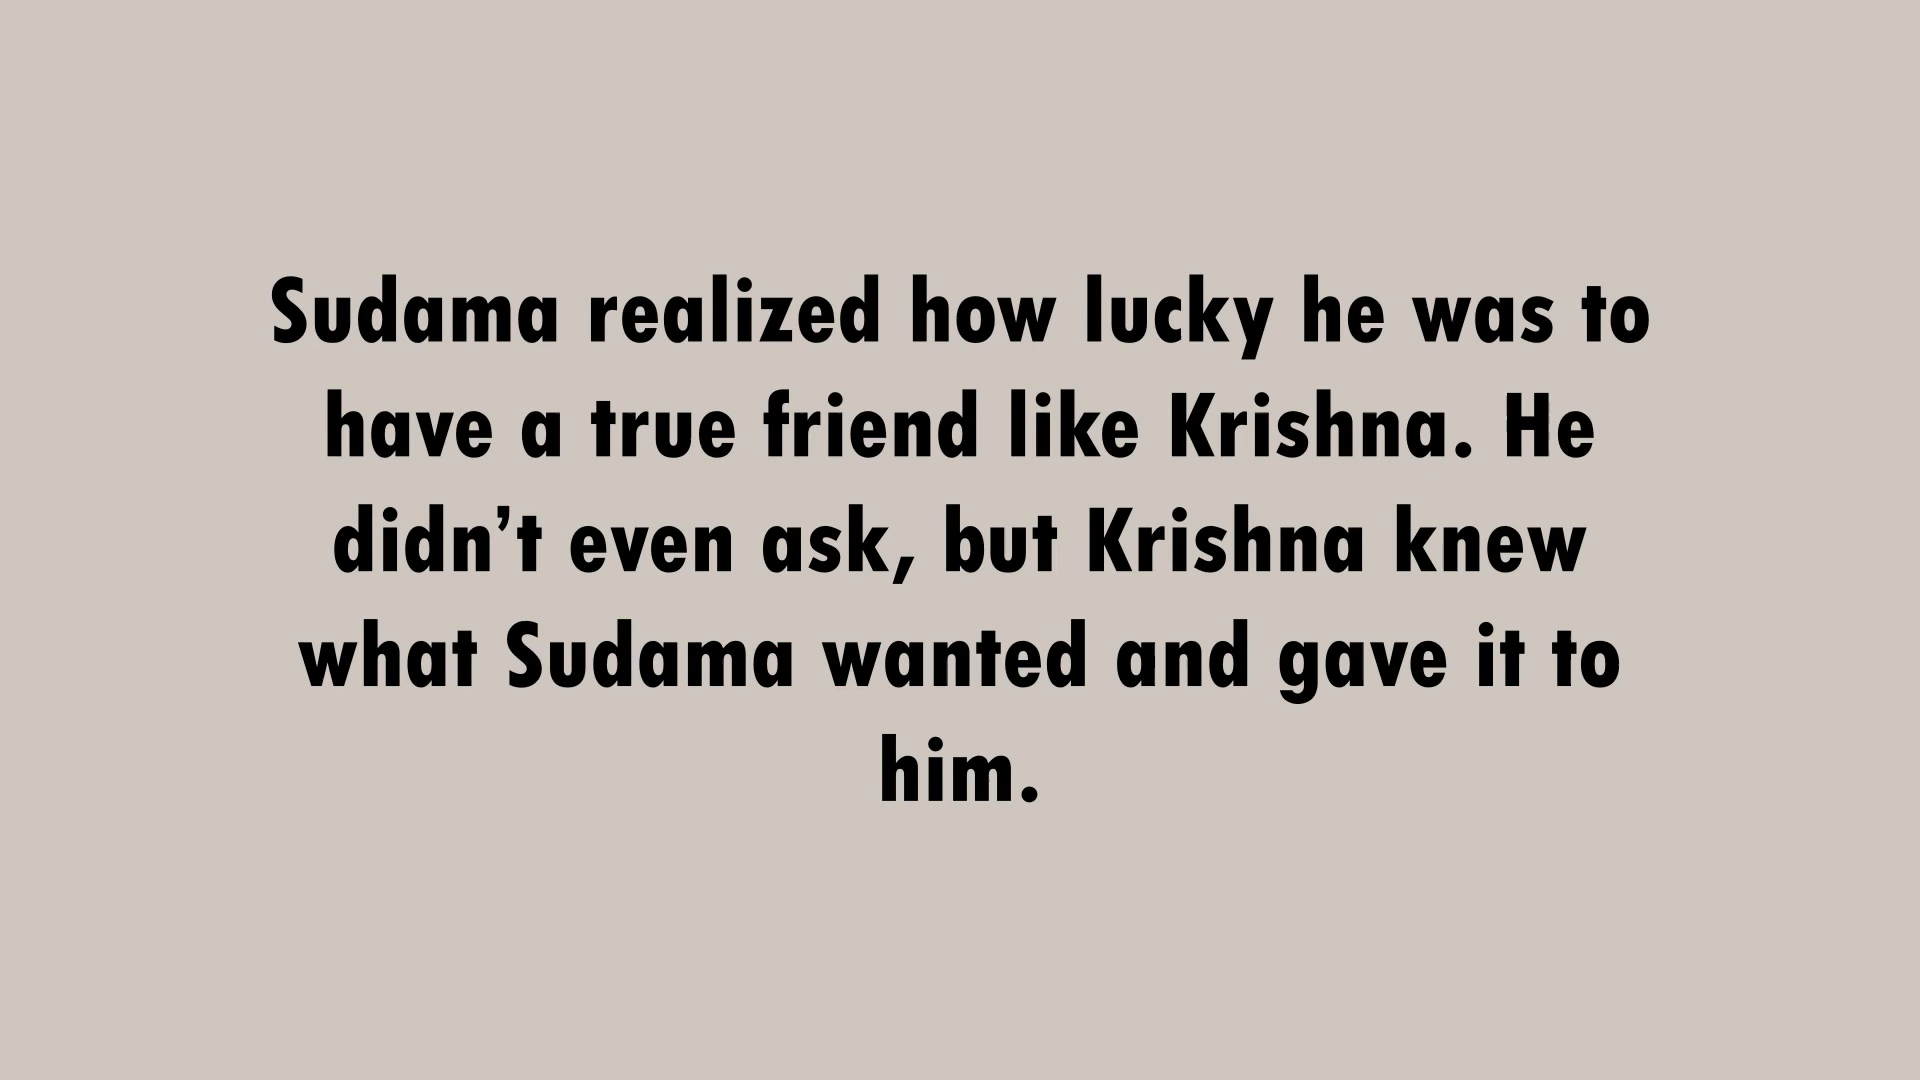 Sudama realized how lucky he was to
have a true friend like Krishna. He
didn’t even ask, but Krishna knew
what Sudama wanted and gave it to
him.